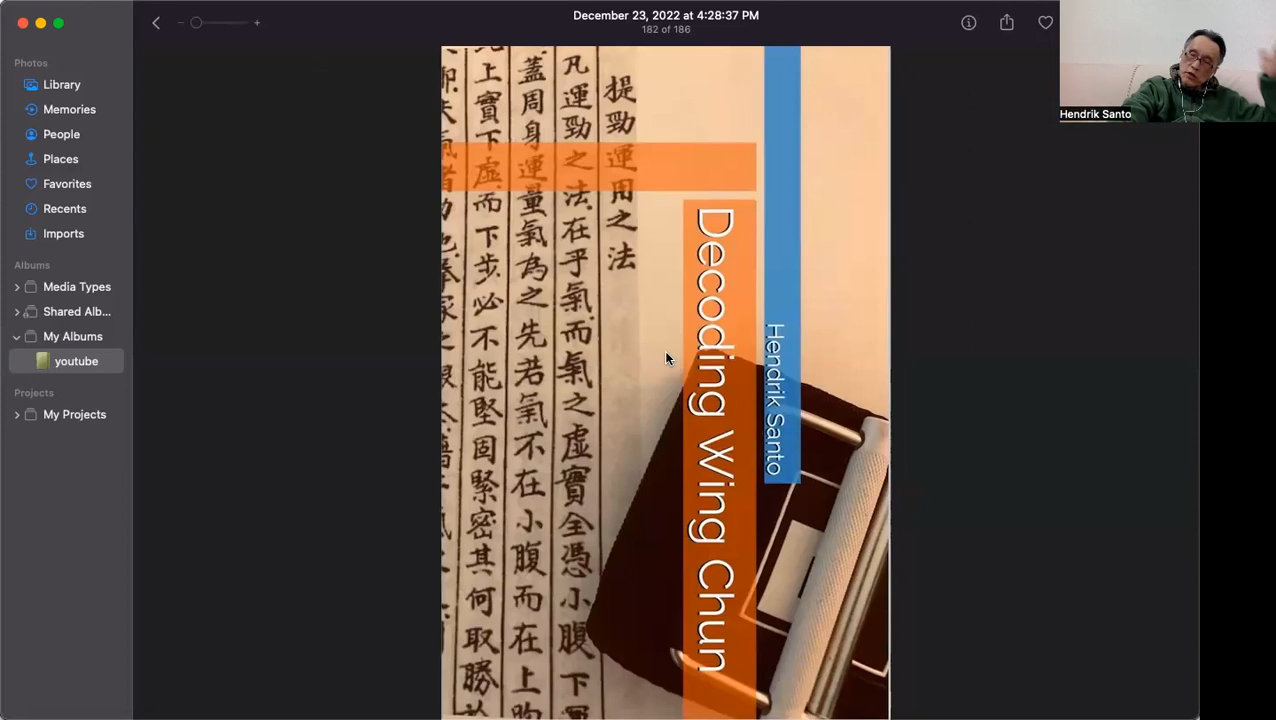 December 23, 2022 at 4:28:37 PM
182 of 186
Photos
Library
Memories
People
Places
Favorites
Recents
Imports
Albums
Media Types
Shared Alb...
My Albums
youtube
Projects
My Projects
Hendrik Santo
Hendrik Santo
Decoding Wing Chun
提勁運用之法
凡運勁之法在乎氣而氣之虛實全憑小腹下運
蓋周身運量氣為之先若氣不在小腹而在上胸
上實下虛而下步必不能堅固緊密其何取勝於